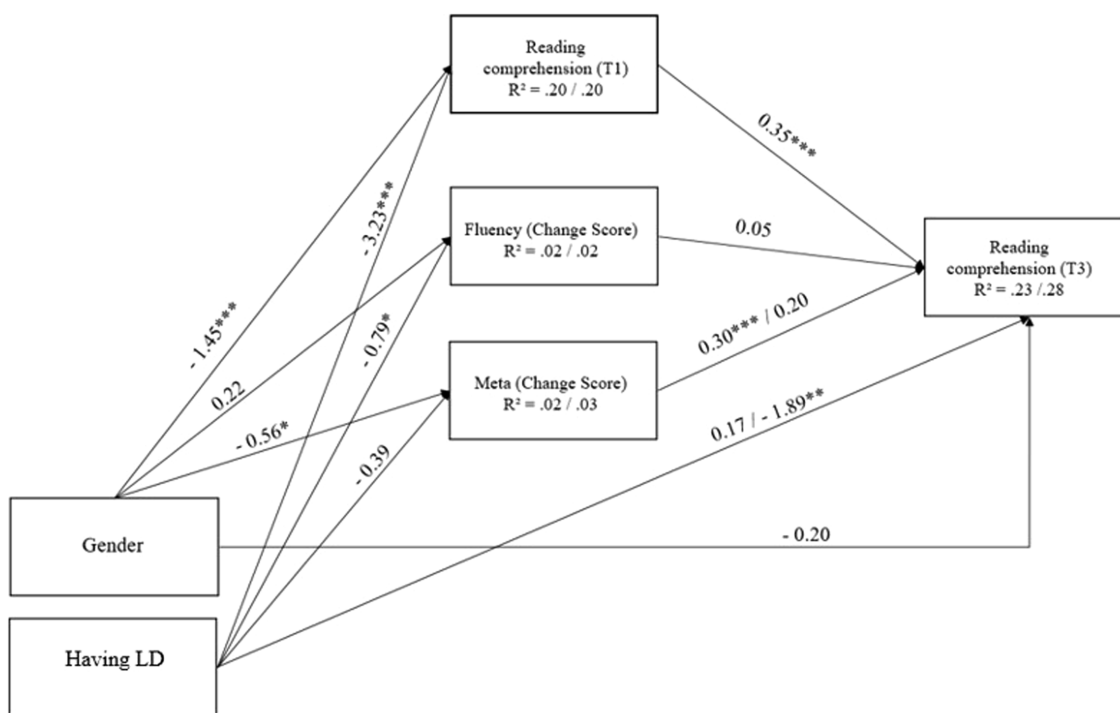 Reading
comprehension (T1)
R² = .20 / .20
0.35***
- 3.23***
Fluency (Change Score)
R² = .02 / .02
0.05
Reading
comprehension (T3)
R² = .23 /.28
- 1.45***
- 0.79*
0.30*** / 0.20
0.22
Meta (Change Score)
R² = .02 / .03
- 0.56*
- 0.39
0.17 / - 1.89**
Gender
- 0.20
Having LD